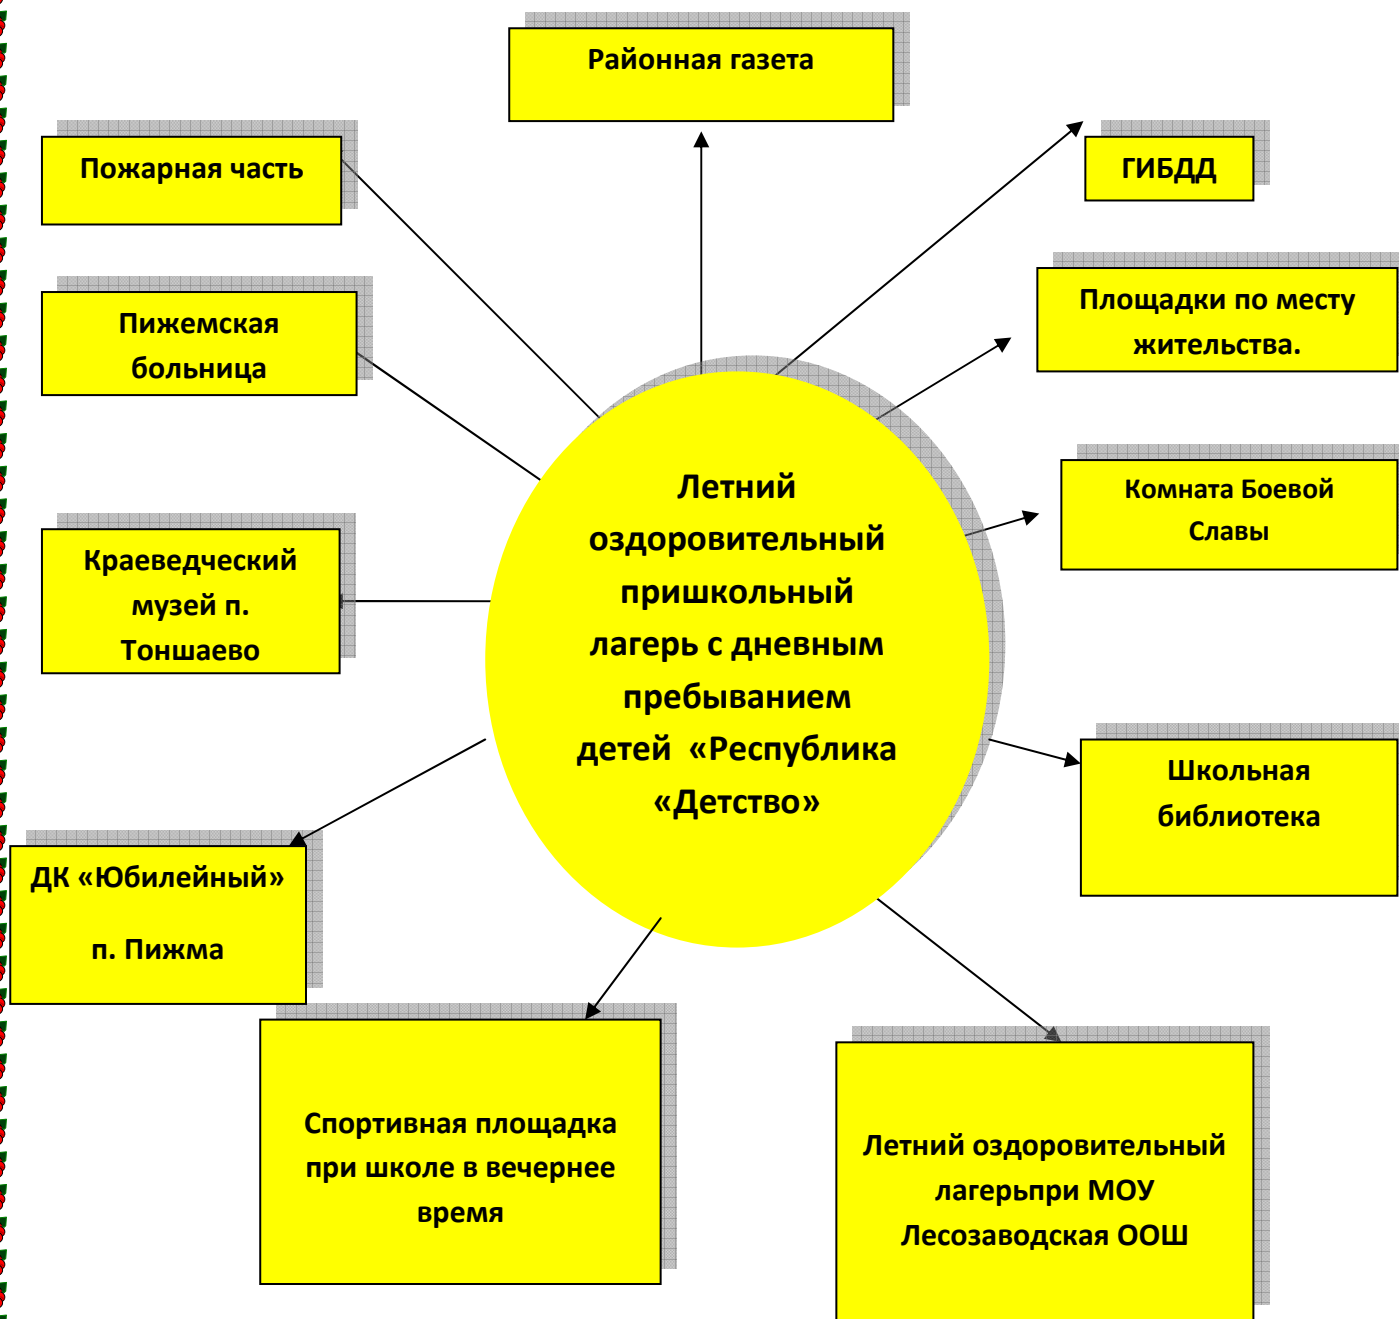 Районная газета
Пожарная часть
ГИБДД
Пижемская
больница
Площадки по месту
жительства.
Комната Боевой
Славы
Краеведческий
музей п.
Тоншаево
Летний
оздоровительный
пришкольный
лагерь с дневным
пребыванием
детей «Республика
«Детство»
Школьная
библиотека
ДК «Юбилейный»
п. Пижма
Спортивная площадка
при школе в вечернее
время
Летний оздоровительный
лагерьпри МОУ
Лесозаводская ООШ